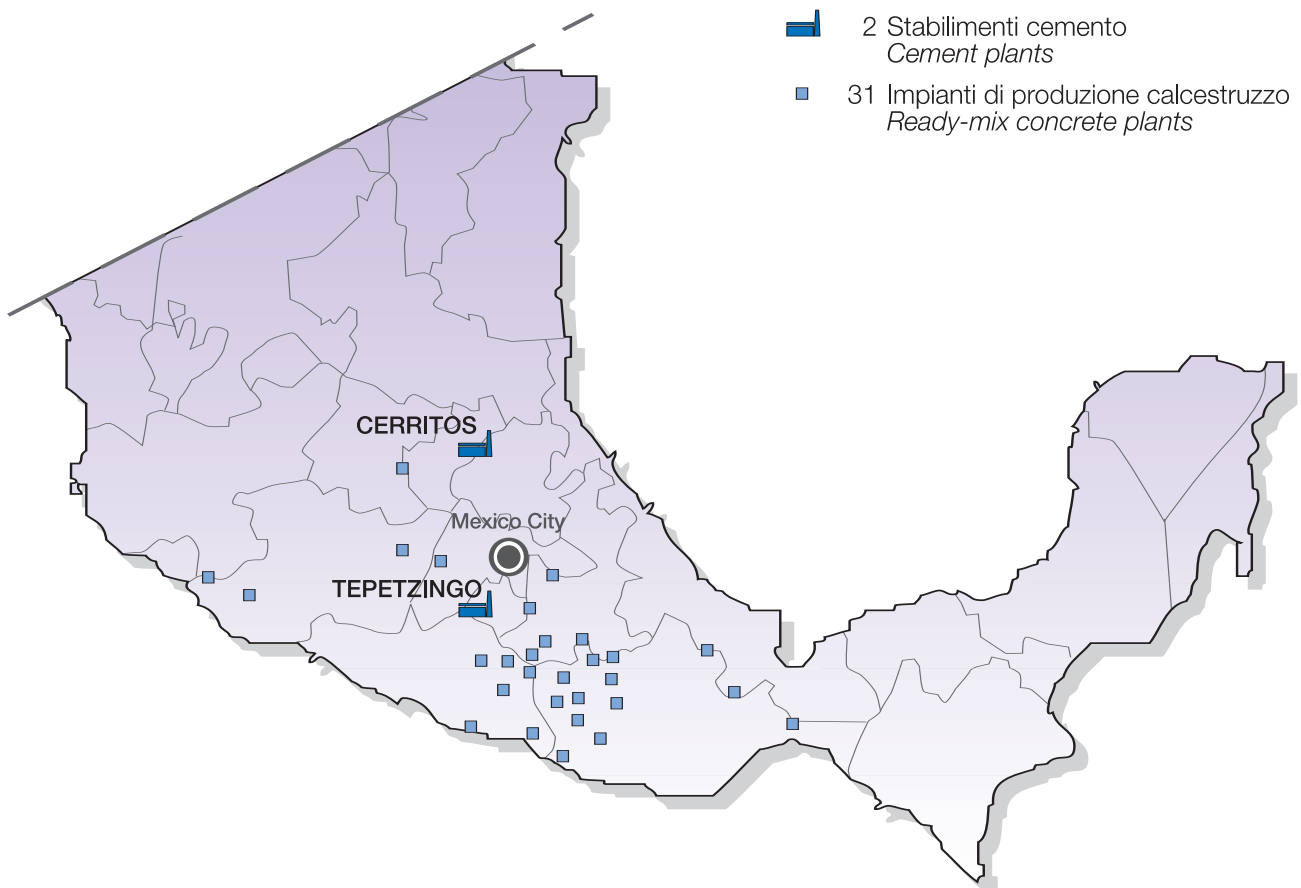 2 Stabilimenti cemento
Cement plants
31 Impianti di produzione calcestruzzo
Ready-mix concrete plants
CERRITOS
Mexico City
TEPETZINGO